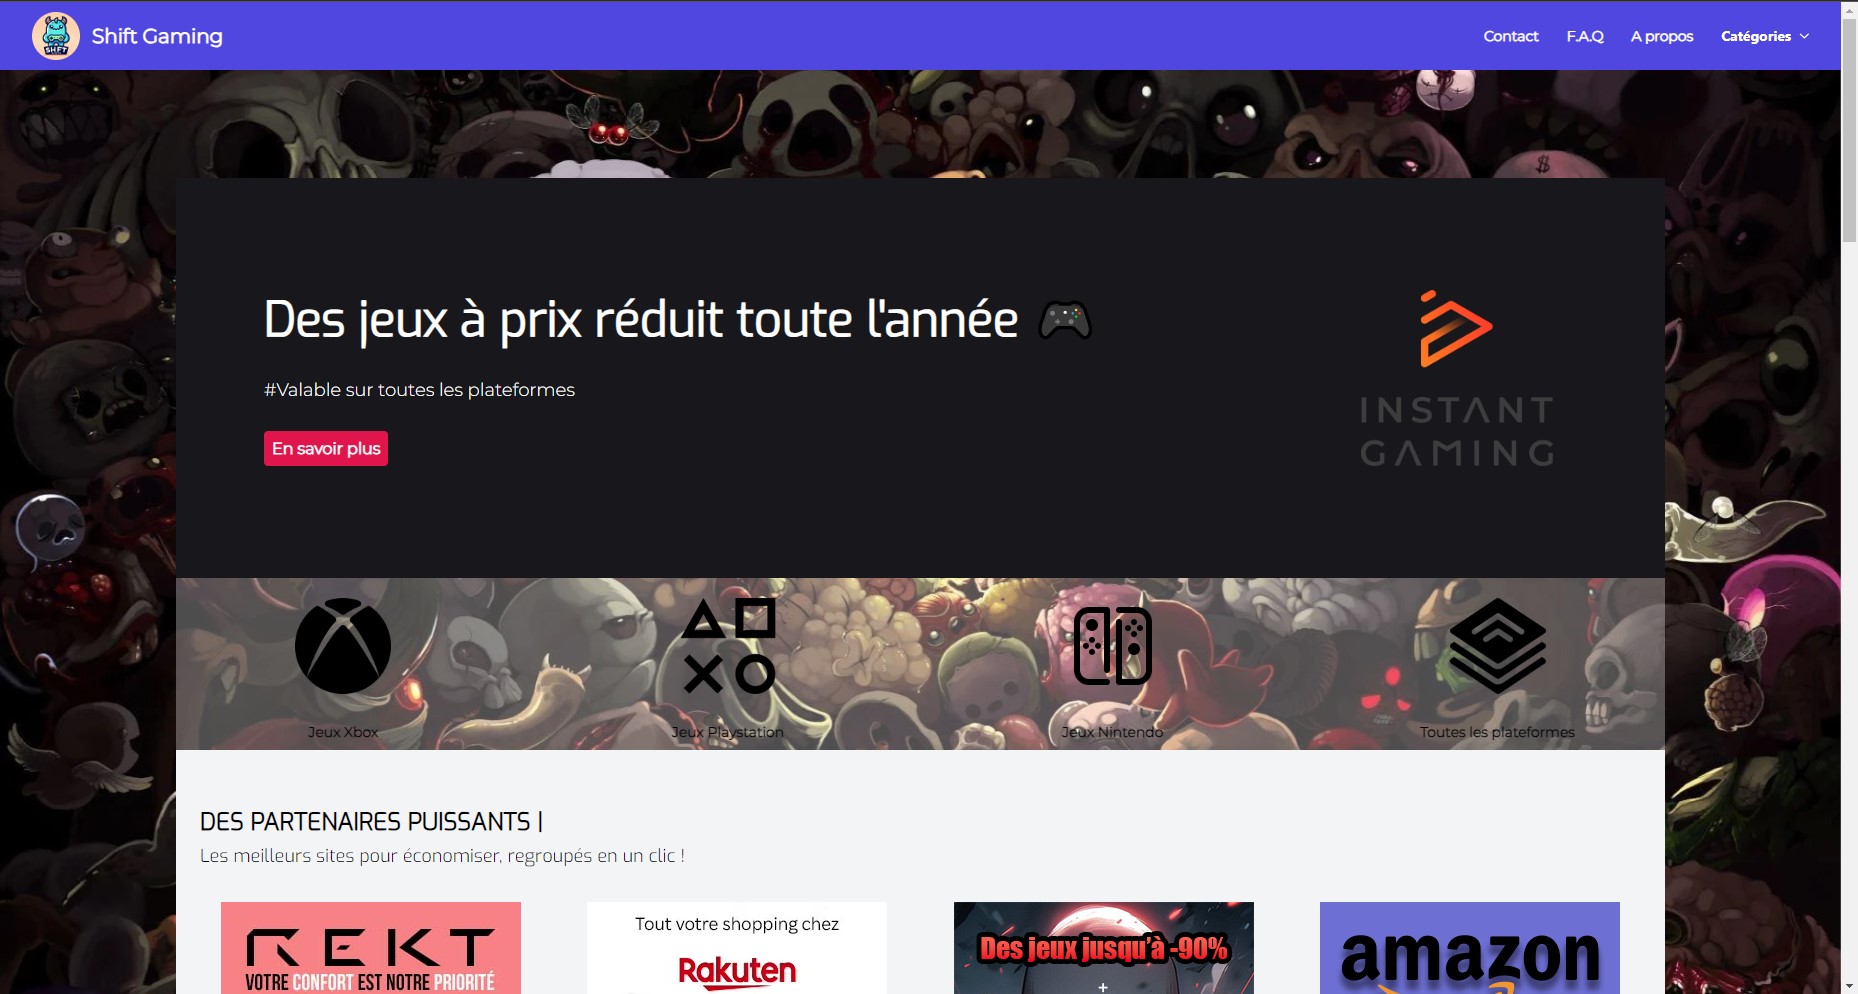 SHIFT
Shift Gaming
Contact
F.A.Q
A propos
Catégories
$
Des jeux à prix réduit toute l'année
#Valable sur toutes les plateformes
En savoir plus
INSTANT
GAMING
Jeux Xbox
Jeux Playstation
Jeux Nintendo
Toutes les plateformes
DES PARTENAIRES PUISSANTS |
Les meilleurs sites pour économiser, regroupés en un clic !
REKT
VOTRE CONFORT EST NOTRE PRIORITÉ
Tout votre shopping chez
Rakuten
Des jeux jusqu'à -90%
+
amazon